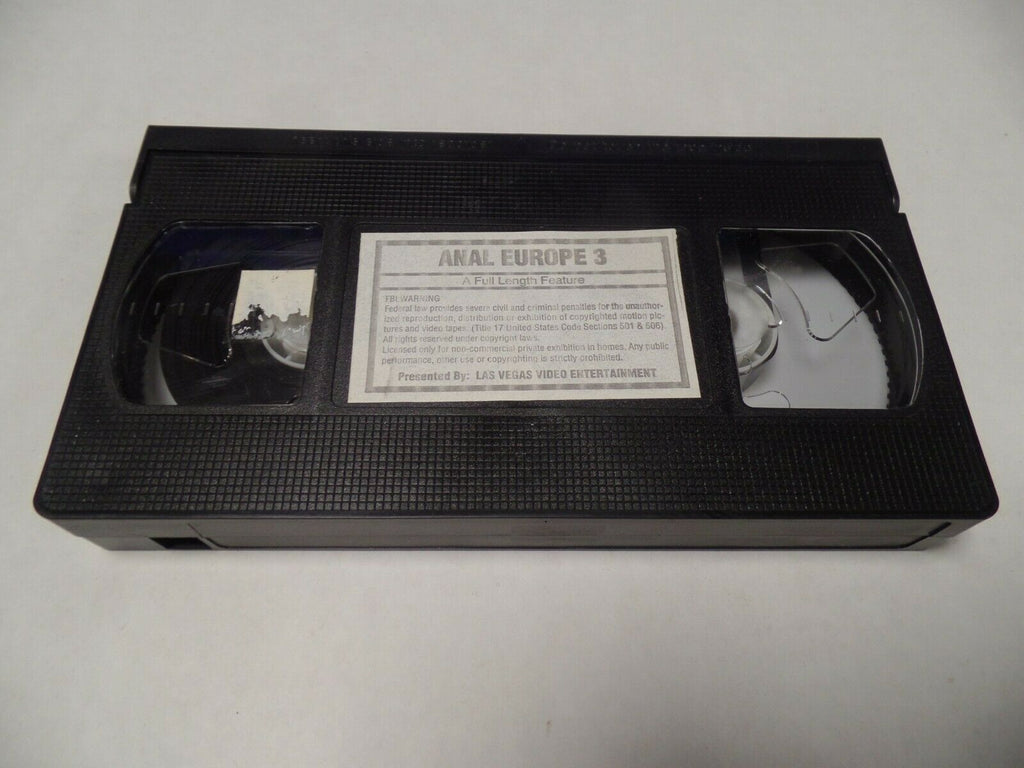 ANAL EUROPE 3
A Full Length Feature
FBI WARNING
Federal law provides severe civil and criminal penalties for the unauthor-
ized reproduction, distribution or exhibition of copyrighted motion pic-
tures and video tapes. (Title 17 United States Code Sections 501 & 506).
All rights reserved under copyright laws.
Licensed only for non-commercial private exhibition in homes. Any public
performance, other use or copyrighting is strictly prohibited.
Presented By: LAS VEGAS VIDEO ENTERTAINMENT